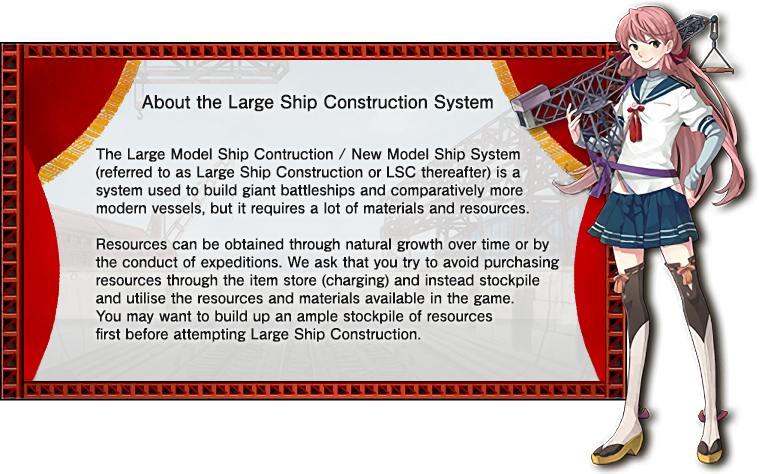 About the Large Ship Construction System
The Large Model Ship Contruction / New Model Ship System
(referred to as Large Ship Construction or LSC thereafter) is a
system used to build giant battleships and comparatively more
modern vessels, but it requires a lot of materials and resources.
Resources can be obtained through natural growth over time or by
the conduct of expeditions. We ask that you try to avoid purchasing
resources through the item store (charging) and instead stockpile
and utilise the resources and materials available in the game.
You may want to build up an ample stockpile of resources
first before attempting Large Ship Construction.